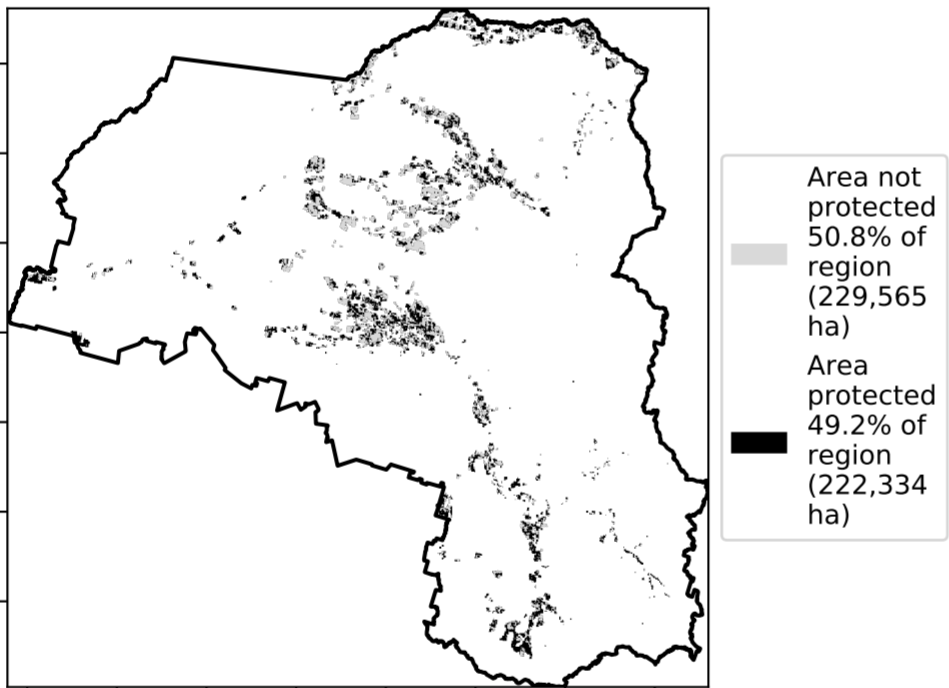 Area not
protected
50.8% of
region
(229,565
ha)
Area
protected
49.2% of
region
(222,334
ha)